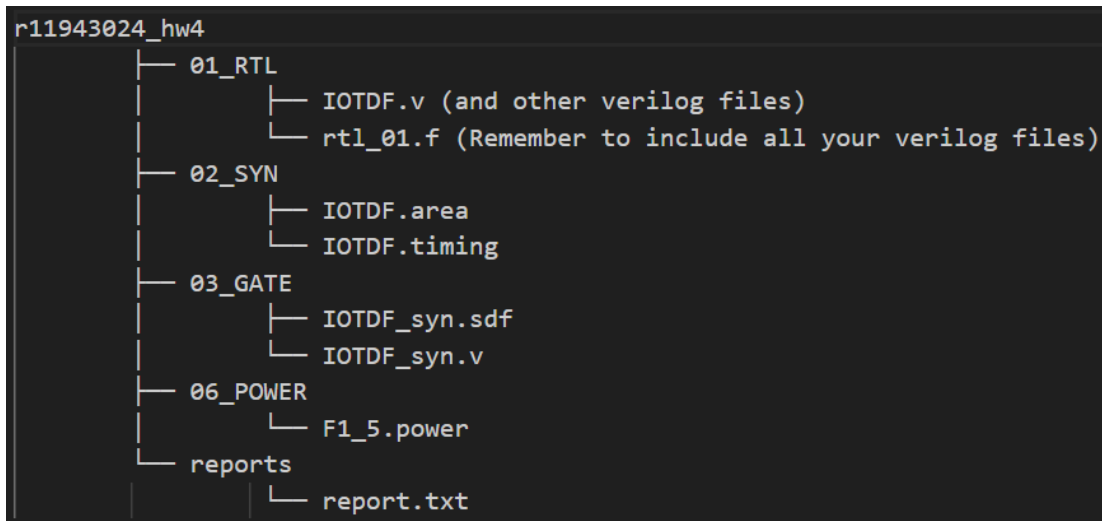 r11943024_hw4
├── 01_RTL
│   ├── IOTDF.v (and other verilog files)
│   └── rtl_01.f (Remember to include all your verilog files)
├── 02_SYN
│   ├── IOTDF.area
│   └── IOTDF.timing
├── 03_GATE
│   ├── IOTDF_syn.sdf
│   └── IOTDF_syn.v
├── 06_POWER
│   └── F1_5.power
└── reports
    └── report.txt